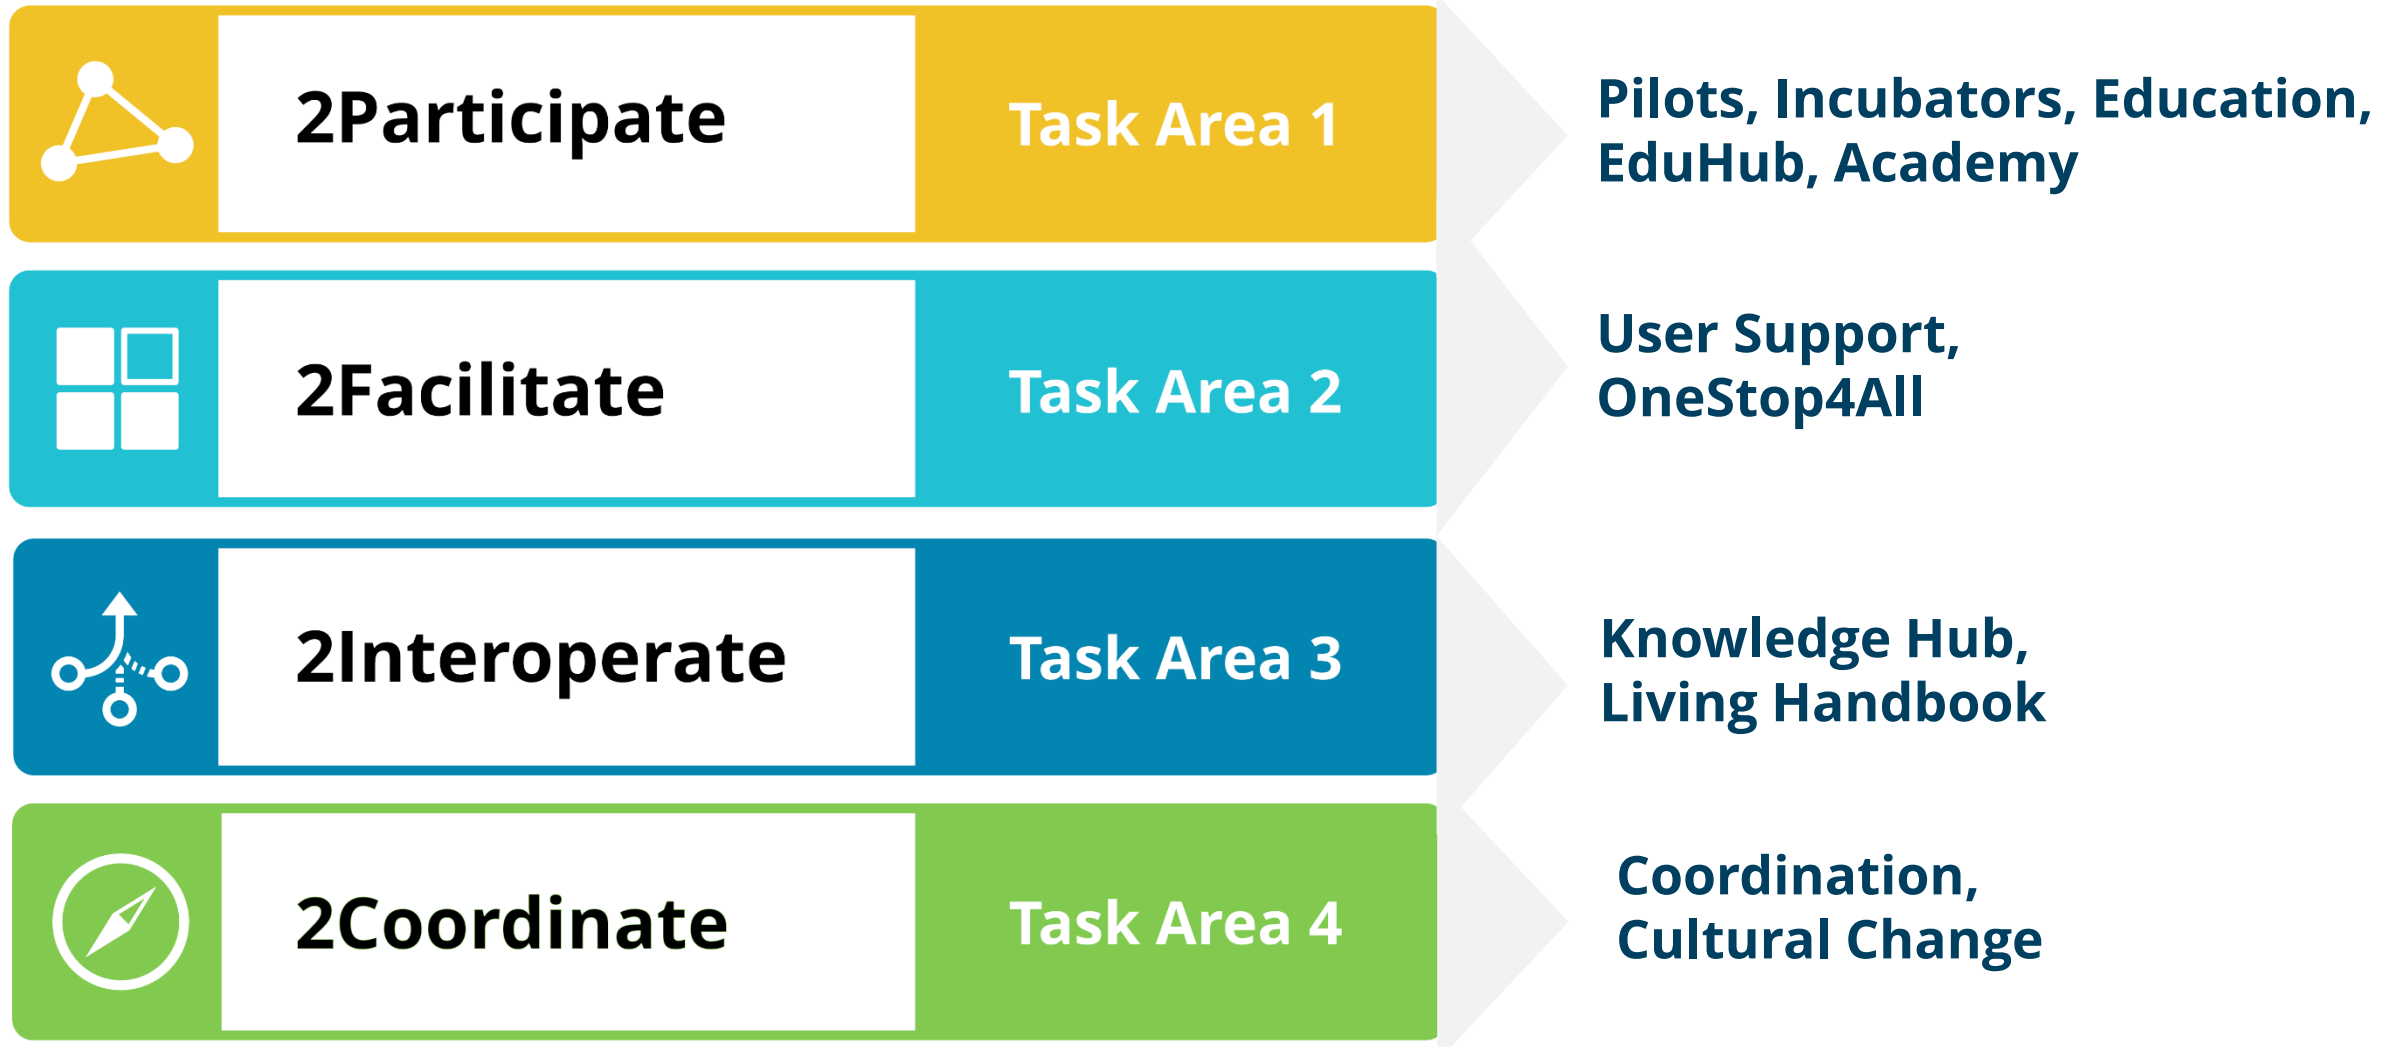 2Participate
Task Area 1
Pilots, Incubators, Education,
EduHub, Academy
2Facilitate
Task Area 2
User Support,
OneStop4All
2Interoperate
Task Area 3
Knowledge Hub,
Living Handbook
2Coordinate
Task Area 4
Coordination,
Cultural Change